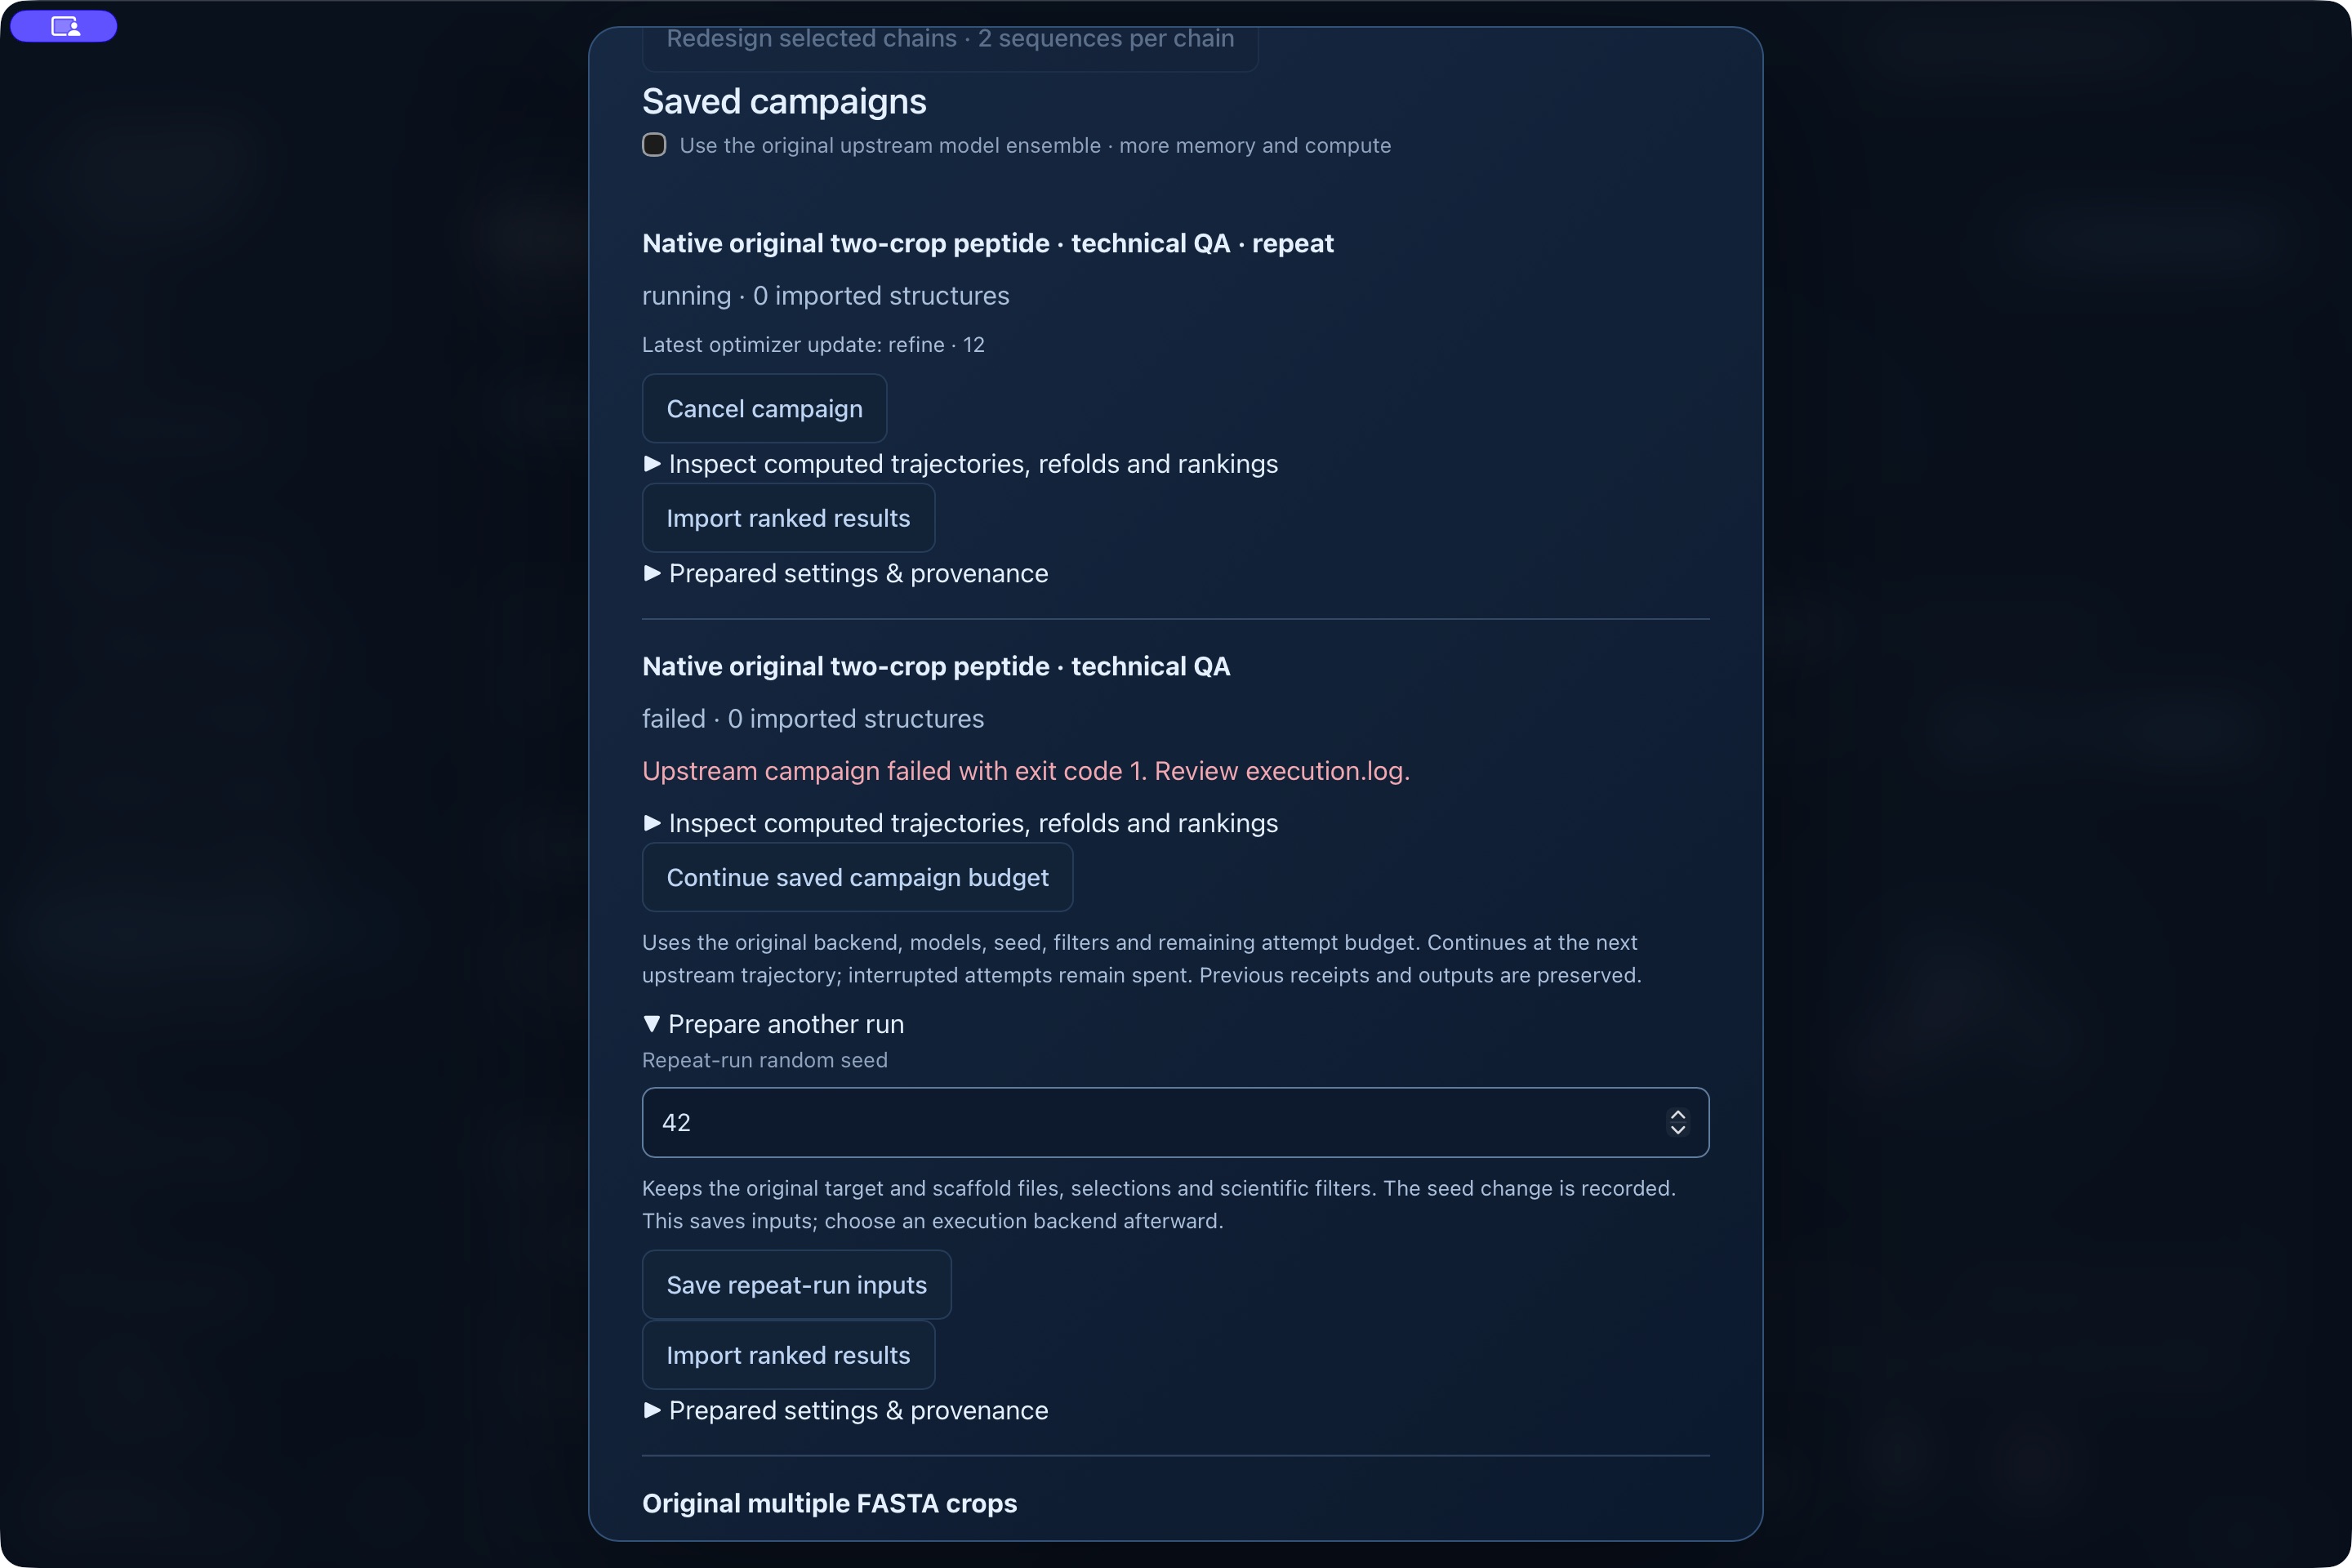 Redesign selected chains · 2 sequences per chain
Saved campaigns
Use the original upstream model ensemble · more memory and compute
Native original two-crop peptide · technical QA · repeat
running · 0 imported structures
Latest optimizer update: refine · 12
Cancel campaign
Inspect computed trajectories, refolds and rankings
Import ranked results
Prepared settings & provenance
Native original two-crop peptide · technical QA
failed · 0 imported structures
Upstream campaign failed with exit code 1. Review execution.log.
Inspect computed trajectories, refolds and rankings
Continue saved campaign budget
Uses the original backend, models, seed, filters and remaining attempt budget. Continues at the next
upstream trajectory; interrupted attempts remain spent. Previous receipts and outputs are preserved.
Prepare another run
Repeat-run random seed
42
Keeps the original target and scaffold files, selections and scientific filters. The seed change is recorded.
This saves inputs; choose an execution backend afterward.
Save repeat-run inputs
Import ranked results
Prepared settings & provenance
Original multiple FASTA crops